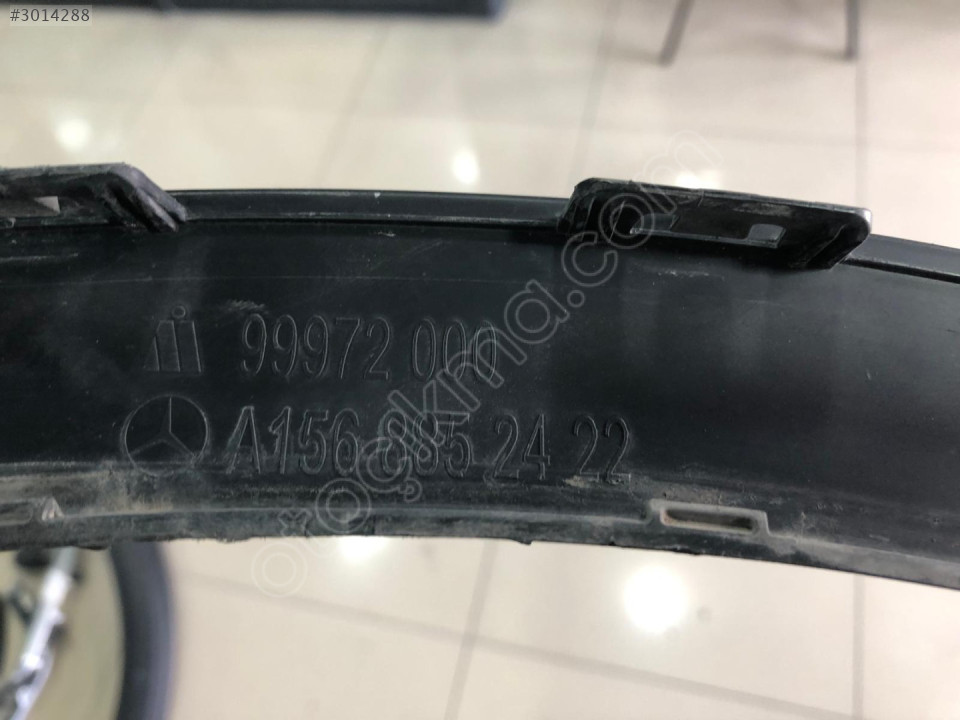 #3014288
otoçıkma.com
99972 000
A156 885 24 22